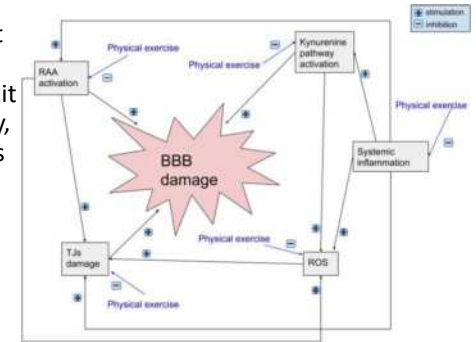 t
it
y,
s
+ stimulation
− inhibition
Physical exercise
Kynurenine
pathway
activation
Physical exercise
RAA
activation
Physical exercise
Systemic
inflammation
BBB
damage
Physical exercise
TJs
damage
ROS
Physical exercise